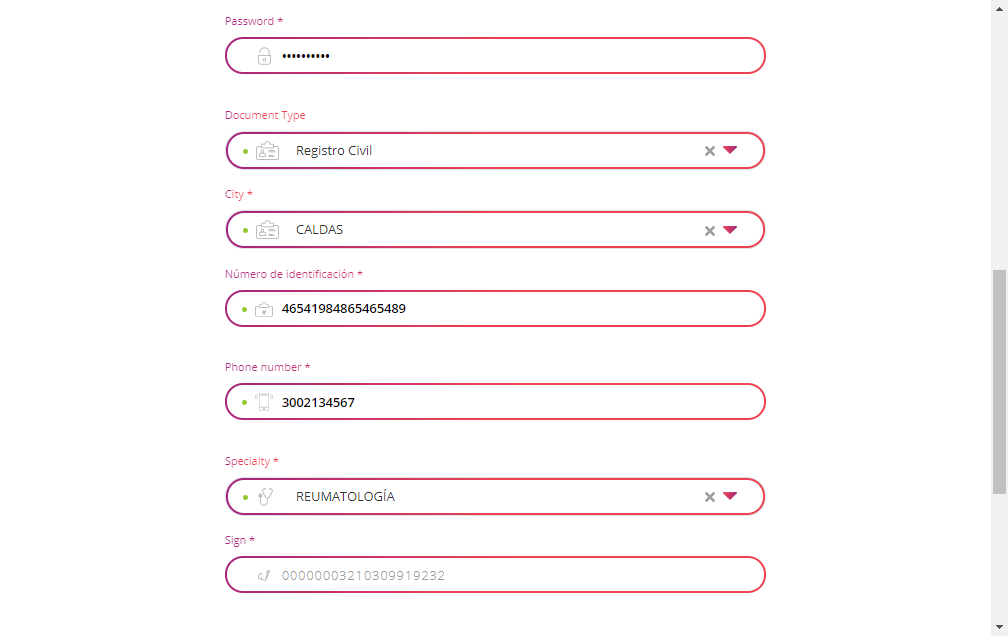 Password *
••••••••••
Document Type
Registro Civil
City *
CALDAS
Número de identificación *
46541984865465489
Phone number *
3002134567
Specialty *
REUMATOLOGÍA
Sign *
00000003210309919232